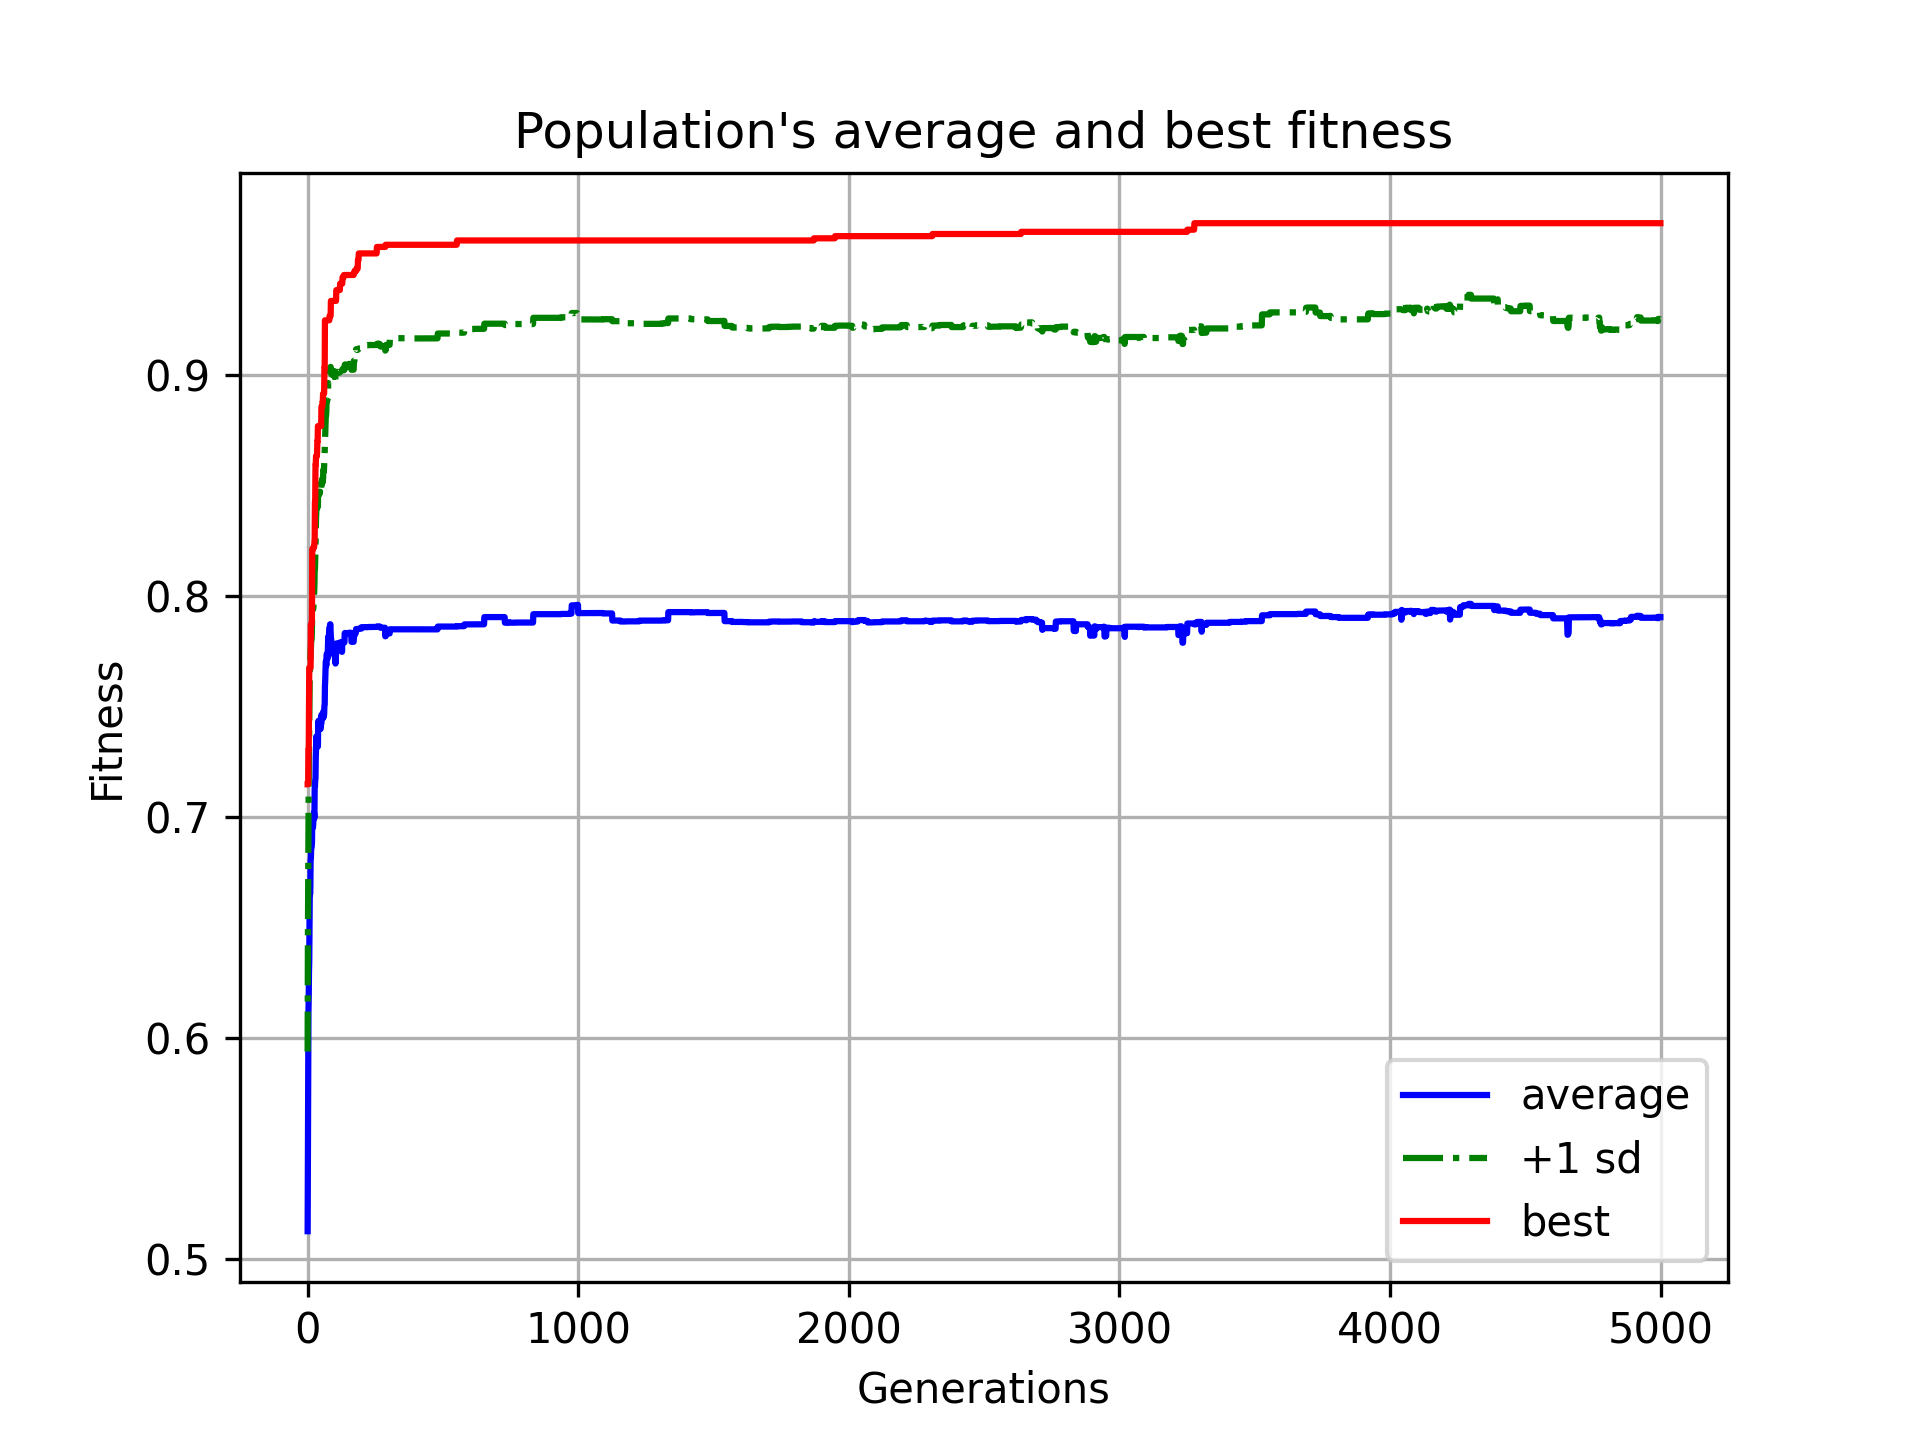 Population's average and best fitness
Fitness
0.9
0.8
0.7
0.6
0.5
0 1000 2000 3000 4000 5000
Generations
average
+1 sd
best